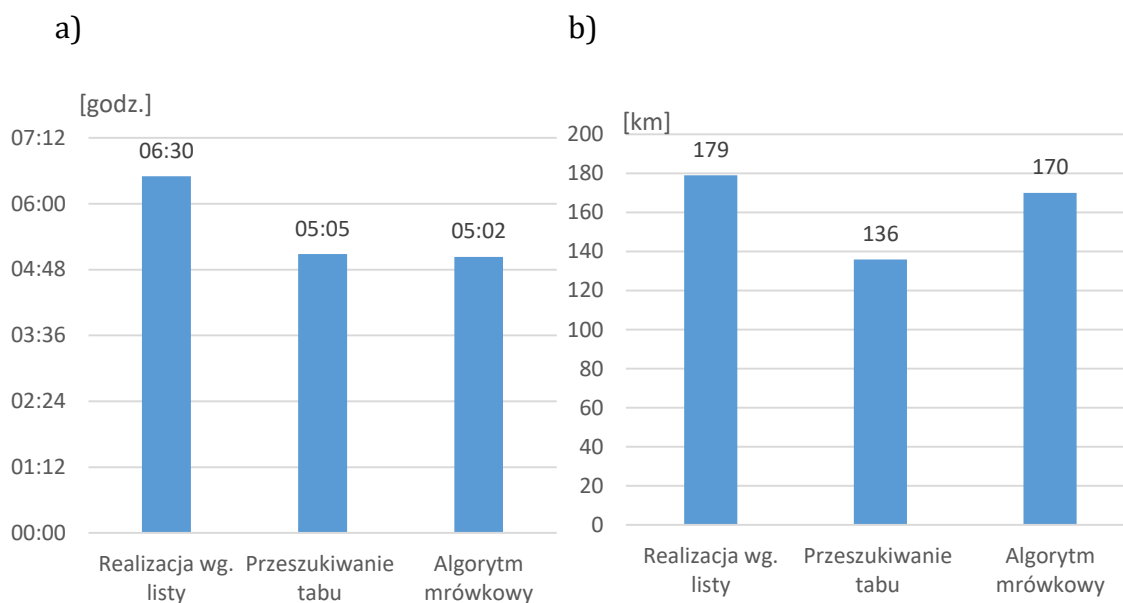 a)
[godz.]
07:12
06:00
04:48
03:36
02:24
01:12
00:00
06:30
05:05
05:02
Realizacja wg.
listy
Przeszukiwanie
tabu
Algorytm
mrówkowy
b)
[km]
200
180
160
140
120
100
80
60
40
20
0
179
136
170
Realizacja wg.
listy
Przeszukiwanie
tabu
Algorytm
mrówkowy